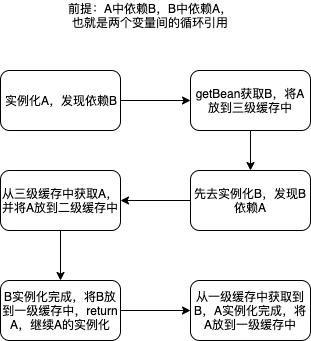 前提：A中依赖B，B中依赖A，
也就是两个变量间的循环引用
实例化A，发现依赖B
getBean获取B，将A
放到三级缓存中
先去实例化B，发现B
依赖A
从三级缓存中获取A，
并将A放到二级缓存中
B实例化完成，将B放
到一级缓存中，return
A，继续A的实例化
从一级缓存中获取到
B，A实例化完成，将
A放到一级缓存中